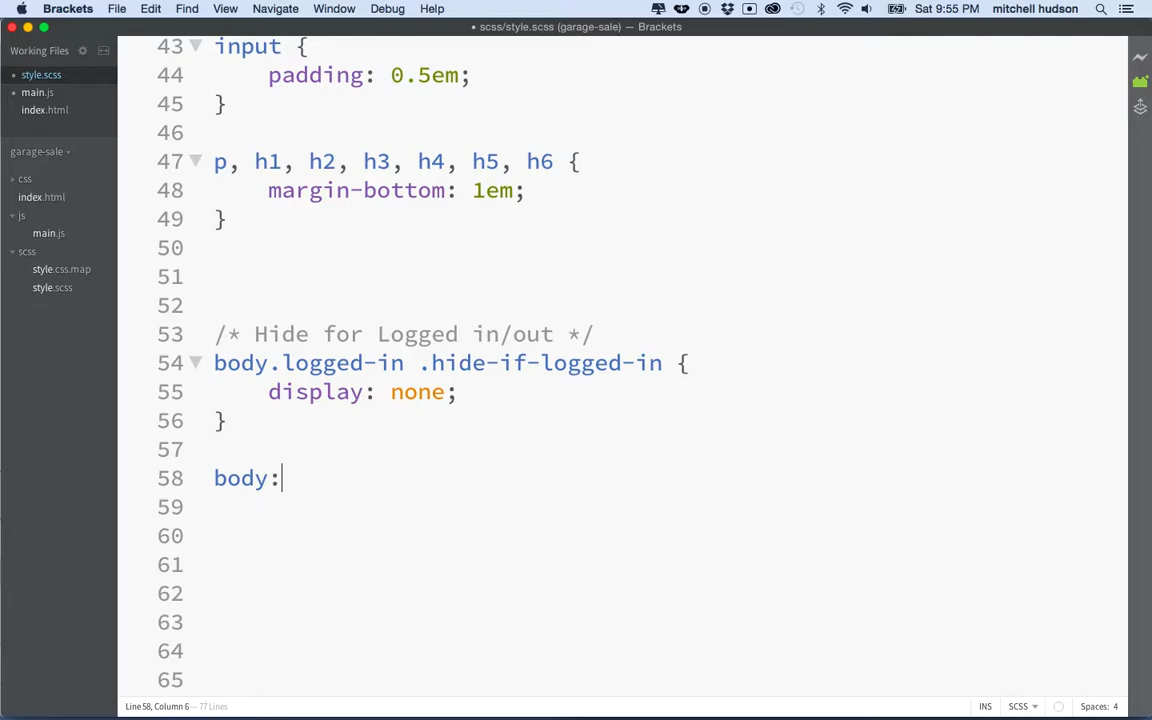 Brackets File Edit Find View Navigate Window Debug Help Sat 9:55 PM mitchell hudson
scss/style.scss (garage-sale) — Brackets
Working Files
style.scss
main.js
index.html
garage-sale
css
index.html
js
main.js
scss
style.css.map
style.scss
43 input {
44 padding: 0.5em;
45 }
46
47 p, h1, h2, h3, h4, h5, h6 {
48 margin-bottom: 1em;
49 }
50
51
52
53 /* Hide for Logged in/out */
54 body.logged-in .hide-if-logged-in {
55 display: none;
56 }
57
58 body:
59
60
61
62
63
64
65
Line 58, Column 6 — 77 Lines INS SCSS Spaces: 4